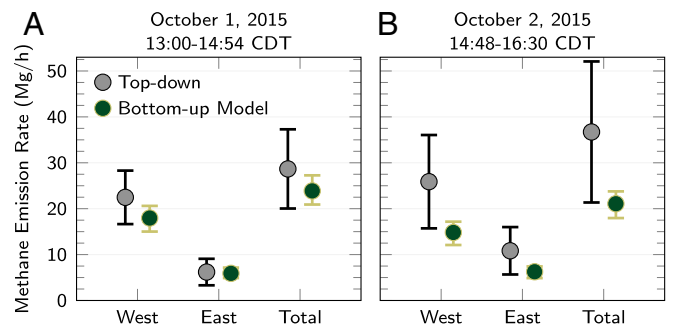 A
October 1, 2015
13:00-14:54 CDT
B
October 2, 2015
14:48-16:30 CDT
Methane Emission Rate (Mg/h)
50
40
30
20
10
0
Top-down
Bottom-up Model
West East Total
West East Total